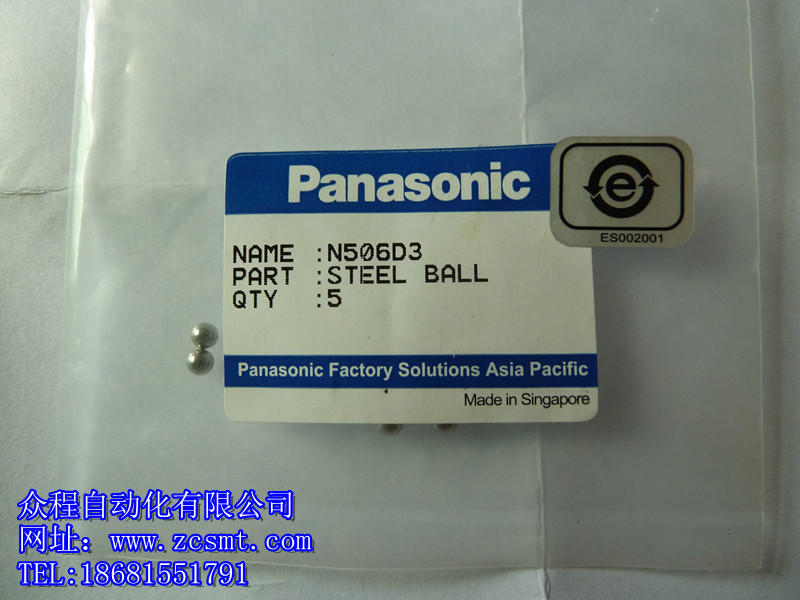 Panasonic
e
ES002001
NAME :N506D3
PART :STEEL BALL
QTY :5
Panasonic Factory Solutions Asia Pacific
Made in Singapore
众程自动化有限公司
网址：www.zcsmt.com
TEL:18681551791